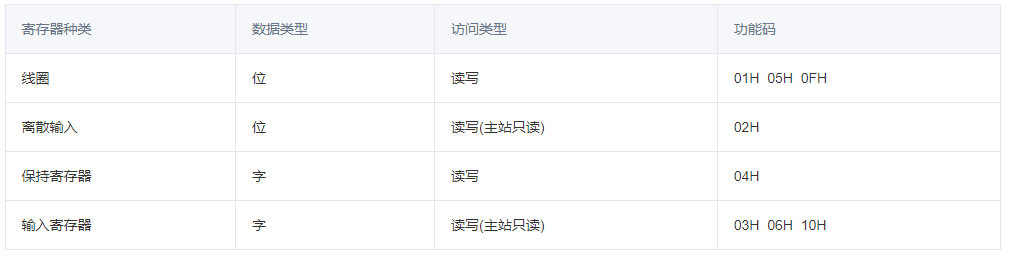 寄存器种类 数据类型 访问类型 功能码
线圈 位 读写 01H 05H 0FH
离散输入 位 读写(主站只读) 02H
保持寄存器 字 读写 04H
输入寄存器 字 读写(主站只读) 03H 06H 10H